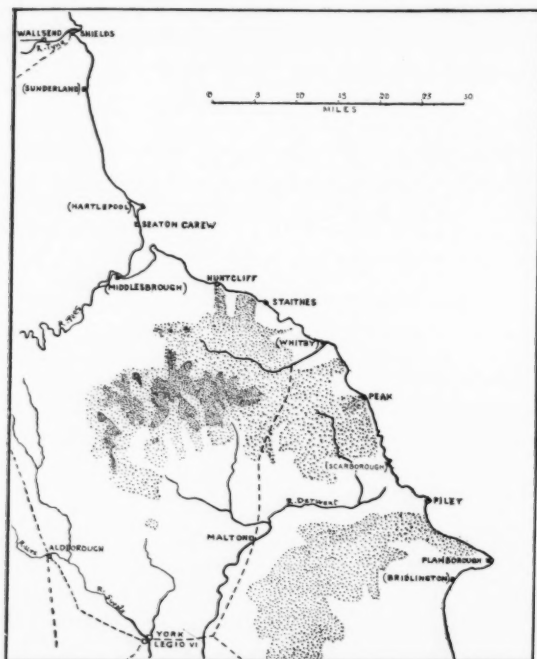 WALLSEND
SHIELDS
R. Tyne
(SUNDERLAND)
0 5 10 15 20 25 30
MILES
(HARTLEPOOL)
SEATON CAREW
HUNTCLIFF
(MIDDLESBROUGH)
STAITHES
R. Tees
(WHITBY)
PEAK
(SCARBOROUGH)
R. Derwent
FILEY
MALTON
R. Ure
ALDBOROUGH
FLAMBOROUGH
(BRIDLINGTON)
YORK
LEGIO VI